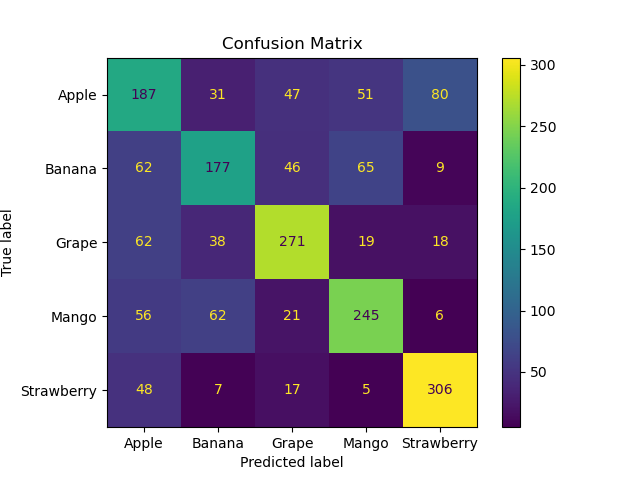 Confusion Matrix
True label
Apple 187 31 47 51 80
Banana 62 177 46 65 9
Grape 62 38 271 19 18
Mango 56 62 21 245 6
Strawberry 48 7 17 5 306
Apple Banana Grape Mango Strawberry
Predicted label
300
250
200
150
100
50